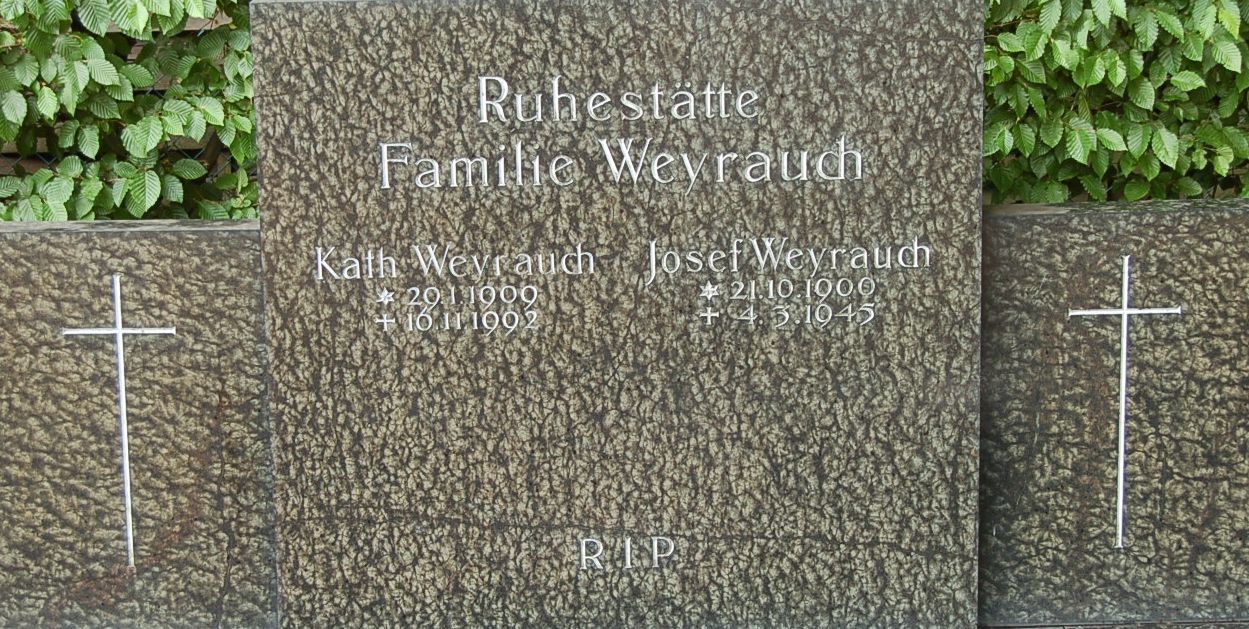 Ruhestätte
Familie Weyrauch
Kath Weyrauch
* 29.1.1909
+ 16.11.1992
Josef Weyrauch
* 21.10.1900
+ 4.3.1945
R I P